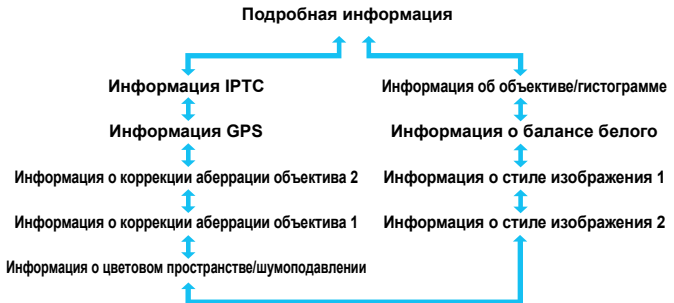 Подробная информация
Информация IPTC
Информация об объективе/гистограмме
Информация GPS
Информация о балансе белого
Информация о коррекции аберрации объектива 2
Информация о стиле изображения 1
Информация о коррекции аберрации объектива 1
Информация о стиле изображения 2
Информация о цветовом пространстве/шумоподавлении